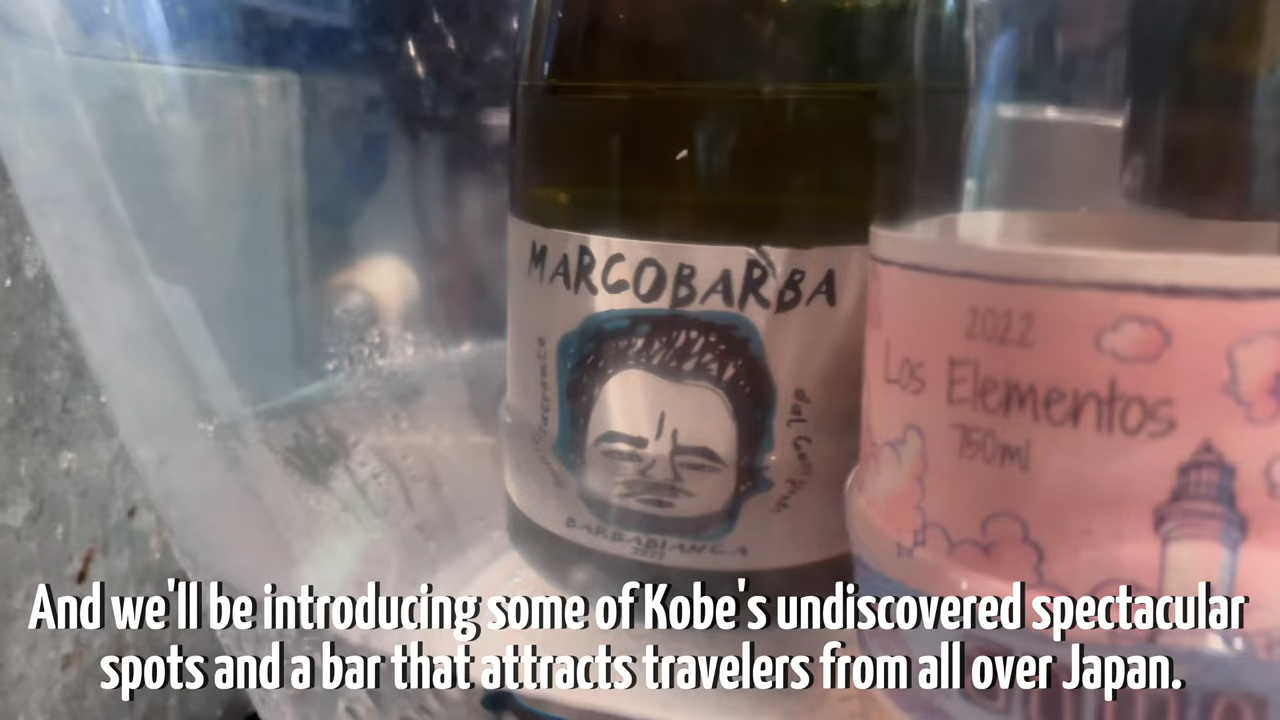 MARCOBARBA
BARBABIANCA
2022
Los Elementos
750ml
And we'll be introducing some of Kobe's undiscovered spectacular
spots and a bar that attracts travelers from all over Japan.